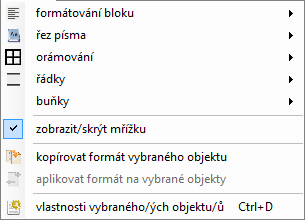 formátování bloku
řez písma
orámování
řádky
buňky
zobrazit/skrýt mřížku
kopírovat formát vybraného objektu
aplikovat formát na vybrané objekty
vlastnosti vybraného/ých objektu/ů Ctrl+D